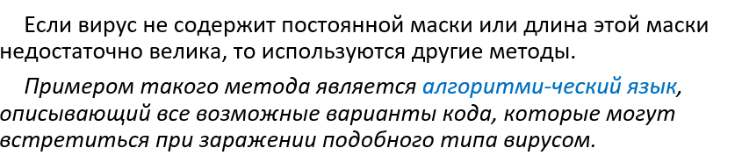 Если вирус не содержит постоянной маски или длина этой маски
недостаточно велика, то используются другие методы.
Примером такого метода является алгоритми-ческий язык,
описывающий все возможные варианты кода, которые могут
встретиться при заражении подобного типа вирусом.